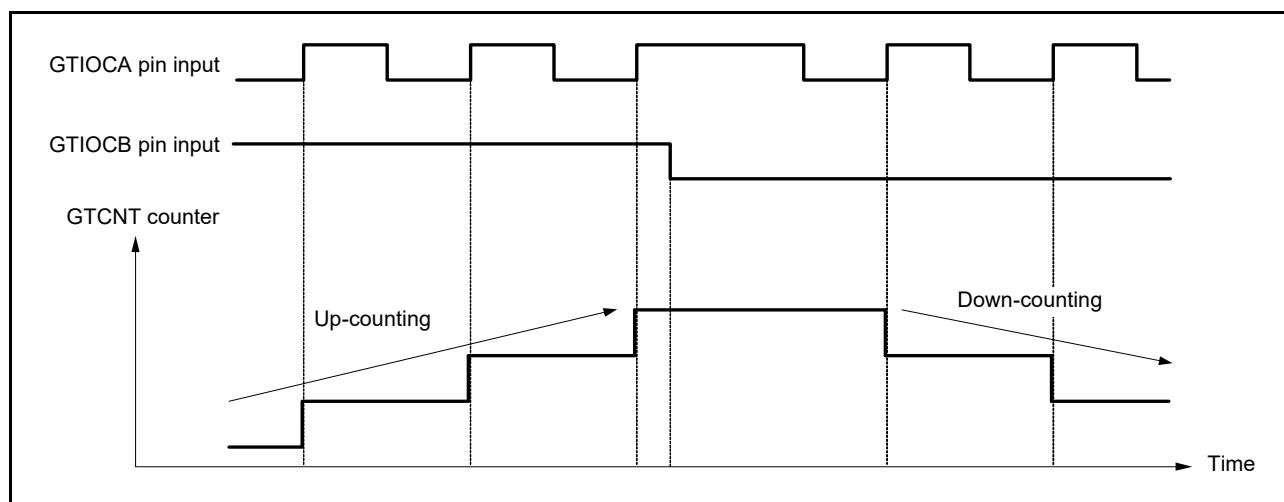 GTIOCA pin input
GTIOCB pin input
GTCNT counter
Up-counting
Down-counting
Time